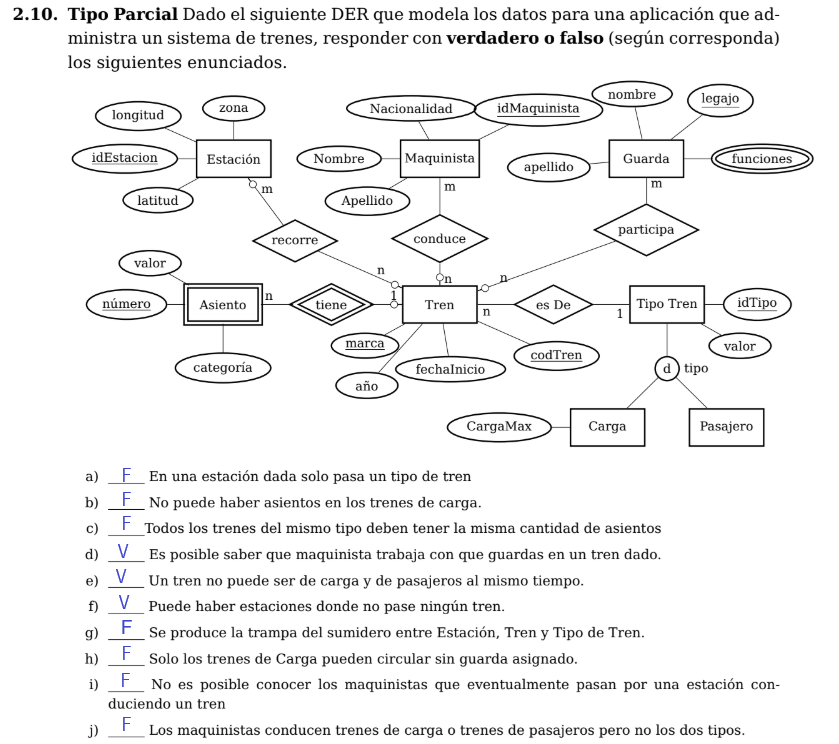 2.10. Tipo Parcial Dado el siguiente DER que modela los datos para una aplicación que ad-
ministra un sistema de trenes, responder con verdadero o falso (según corresponda)
los siguientes enunciados.
longitud
zona
Nacionalidad
idMaquinista
nombre
legajo
idEstacion
Estación
Nombre
Maquinista
apellido
Guarda
funciones
latitud
m
Apellido
m
m
recorre
conduce
participa
valor
n
n
n
número
Asiento
n
tiene
1
Tren
n
es De
1
Tipo Tren
idTipo
categoría
marca
año
fechaInicio
codTren
valor
d
tipo
CargaMax
Carga
Pasajero
a) F En una estación dada solo pasa un tipo de tren
b) F No puede haber asientos en los trenes de carga.
c) F Todos los trenes del mismo tipo deben tener la misma cantidad de asientos
d) V Es posible saber que maquinista trabaja con que guardas en un tren dado.
e) V Un tren no puede ser de carga y de pasajeros al mismo tiempo.
f) V Puede haber estaciones donde no pase ningún tren.
g) F Se produce la trampa del sumidero entre Estación, Tren y Tipo de Tren.
h) F Solo los trenes de Carga pueden circular sin guarda asignado.
i) F No es posible conocer los maquinistas que eventualmente pasan por una estación con-
duciendo un tren
j) F Los maquinistas conducen trenes de carga o trenes de pasajeros pero no los dos tipos.